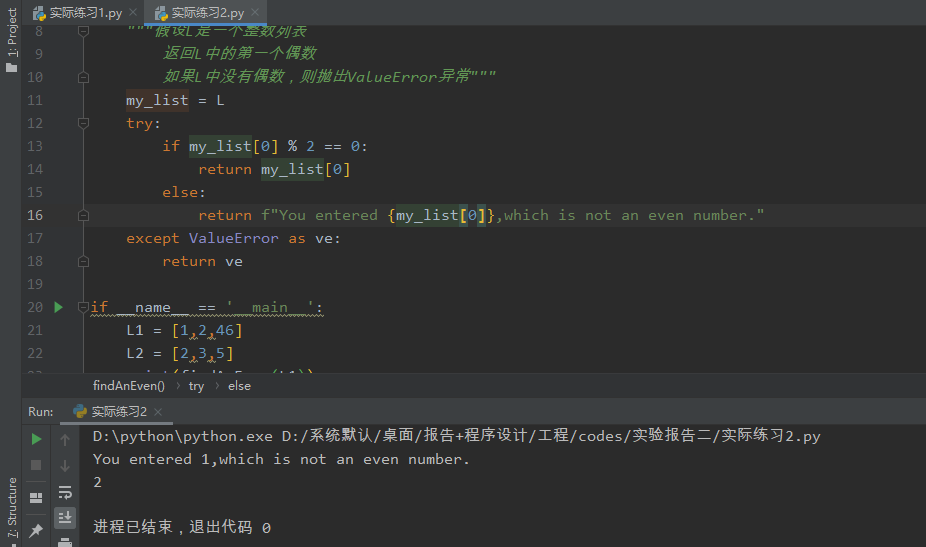 实际练习1.py
实际练习2.py
1: Project
8 """假设L是一个整数列表
9 返回L中的第一个偶数
10 如果L中没有偶数，则抛出ValueError异常"""
11 my_list = L
12 try:
13 if my_list[0] % 2 == 0:
14 return my_list[0]
15 else:
16 return f"You entered {my_list[0]},which is not an even number."
17 except ValueError as ve:
18 return ve
19
20 if __name__ == '__main__':
21 L1 = [1,2,46]
22 L2 = [2,3,5]
findAnEven() › try › else
Run: 实际练习2
7: Structure
D:\python\python.exe D:/系统默认/桌面/报告+程序设计/工程/codes/实验报告二/实际练习2.py
You entered 1,which is not an even number.
2
进程已结束，退出代码 0